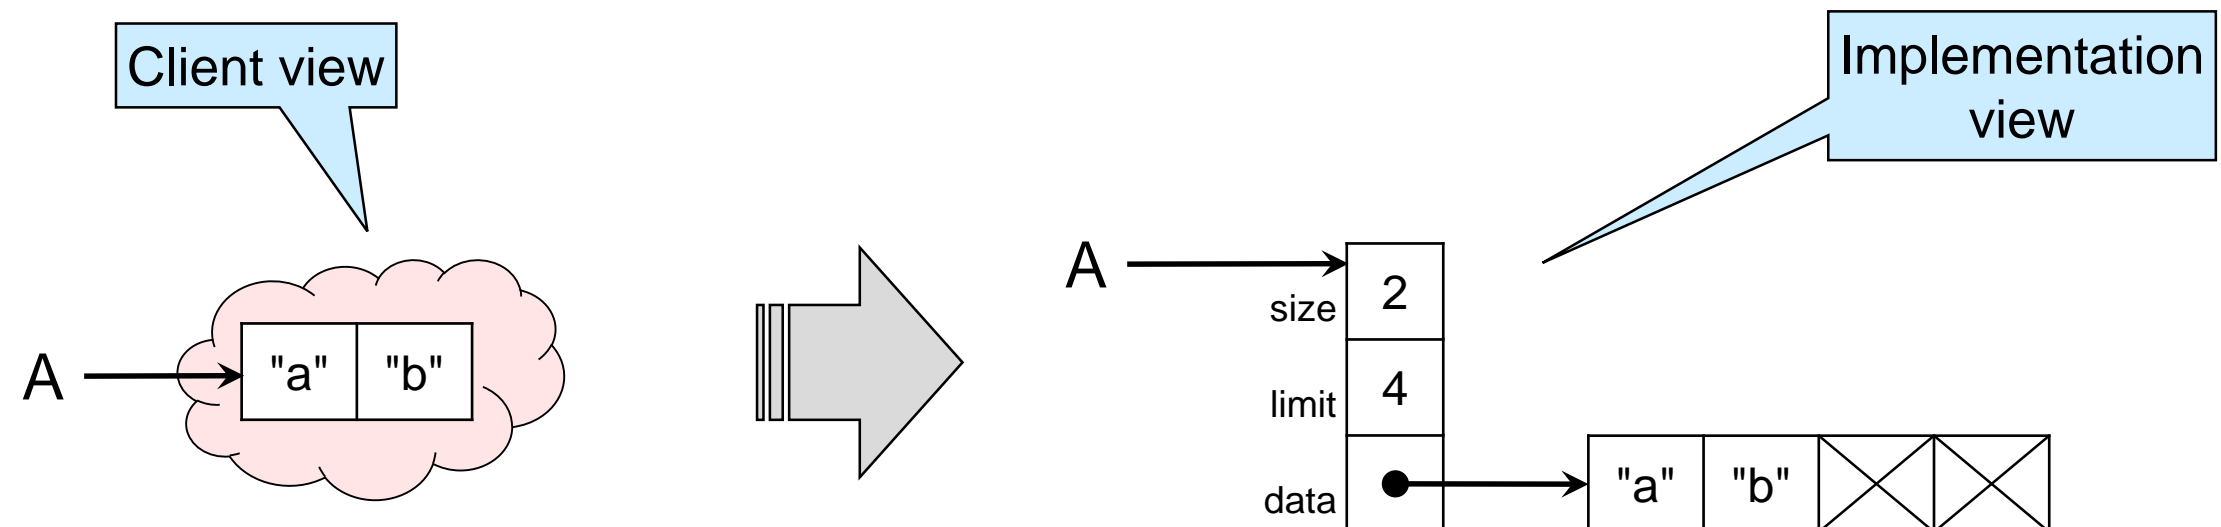 Client view
Implementation
view
A
"a" "b"
A
size 2
limit 4
data
"a" "b"